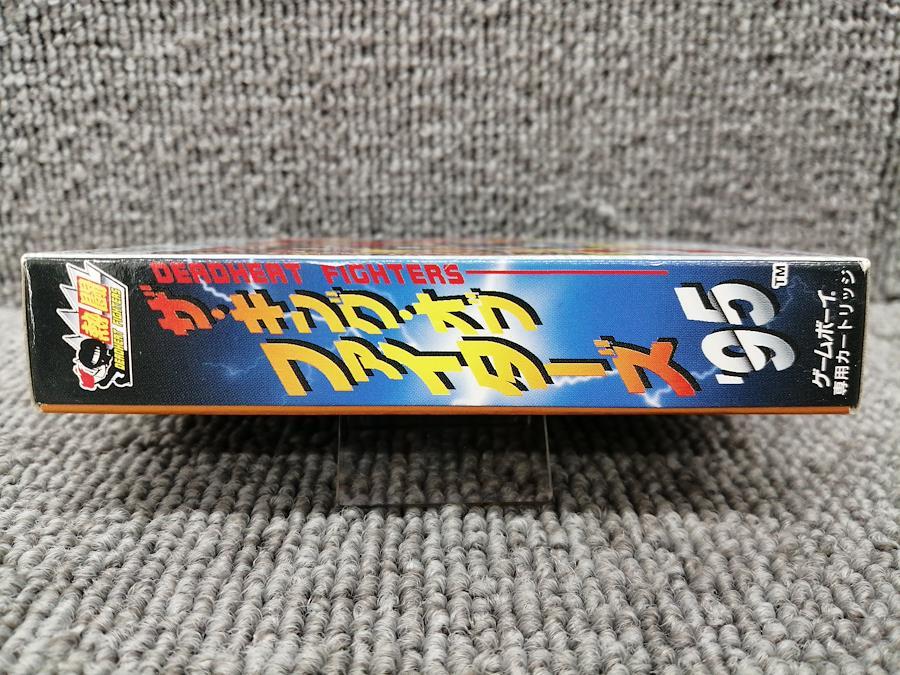 熱闘
DEADHEAT FIGHTERS
DEADHEAT FIGHTERS
ザ・キング・オブ
ファイターズ
'95
TM
ゲームボーイ
専用カートリッジ